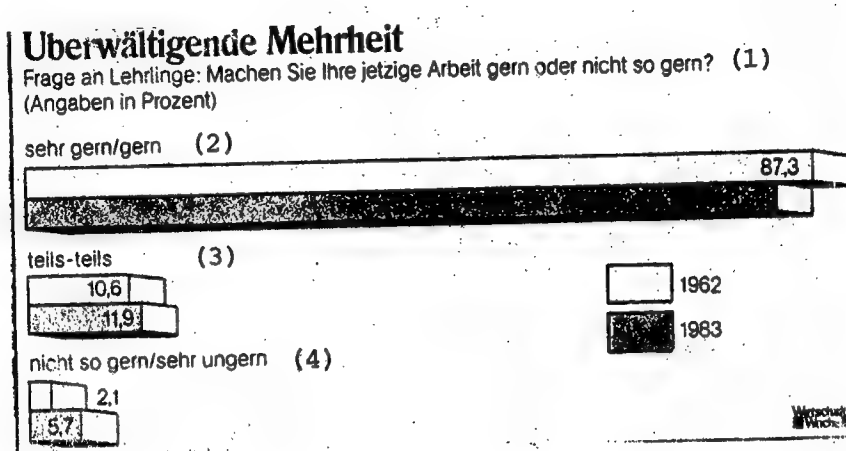 Überwältigende Mehrheit
Frage an Lehrlinge: Machen Sie Ihre jetzige Arbeit gern oder nicht so gern? (1)
(Angaben in Prozent)
sehr gern/gern (2)
87,3
teils-teils (3)
10,6
11,9
1962
1983
nicht so gern/sehr ungern (4)
2,1
5,7
Wirtschafts
Woche